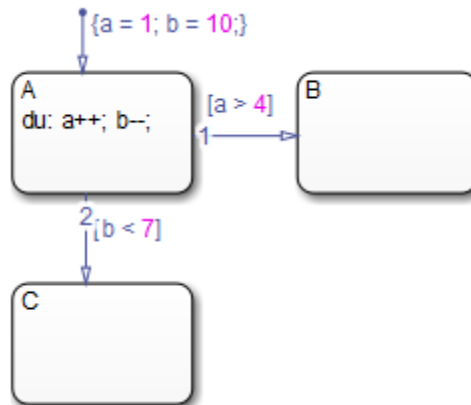 {a = 1; b = 10;}
A
du: a++; b--;
[a > 4]
1
B
2
[b < 7]
C